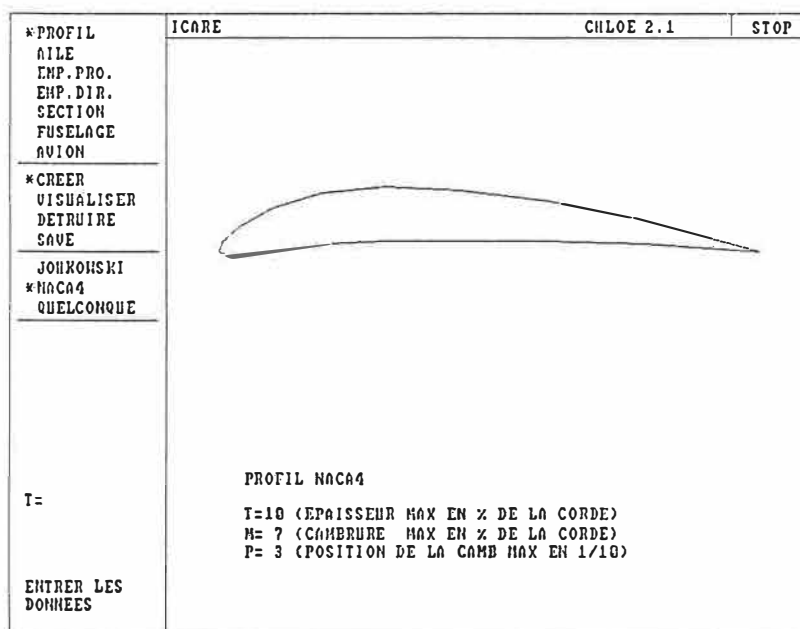 ICARE CHLOE 2.1 STOP
*PROFIL
AILE
EMP.PRO.
EMP.DIR.
SECTION
FUSELAGE
AVION
*CREER
VISUALISER
DETRUIRE
SAVE
JOUKOWSKI
*NACA4
QUELCONQUE
PROFIL NACA4
T=
T=10 (EPAISSEUR MAX EN % DE LA CORDE)
M= 7 (CAMBRURE MAX EN % DE LA CORDE)
P= 3 (POSITION DE LA CAMB MAX EN 1/10)
ENTRER LES
DONNEES